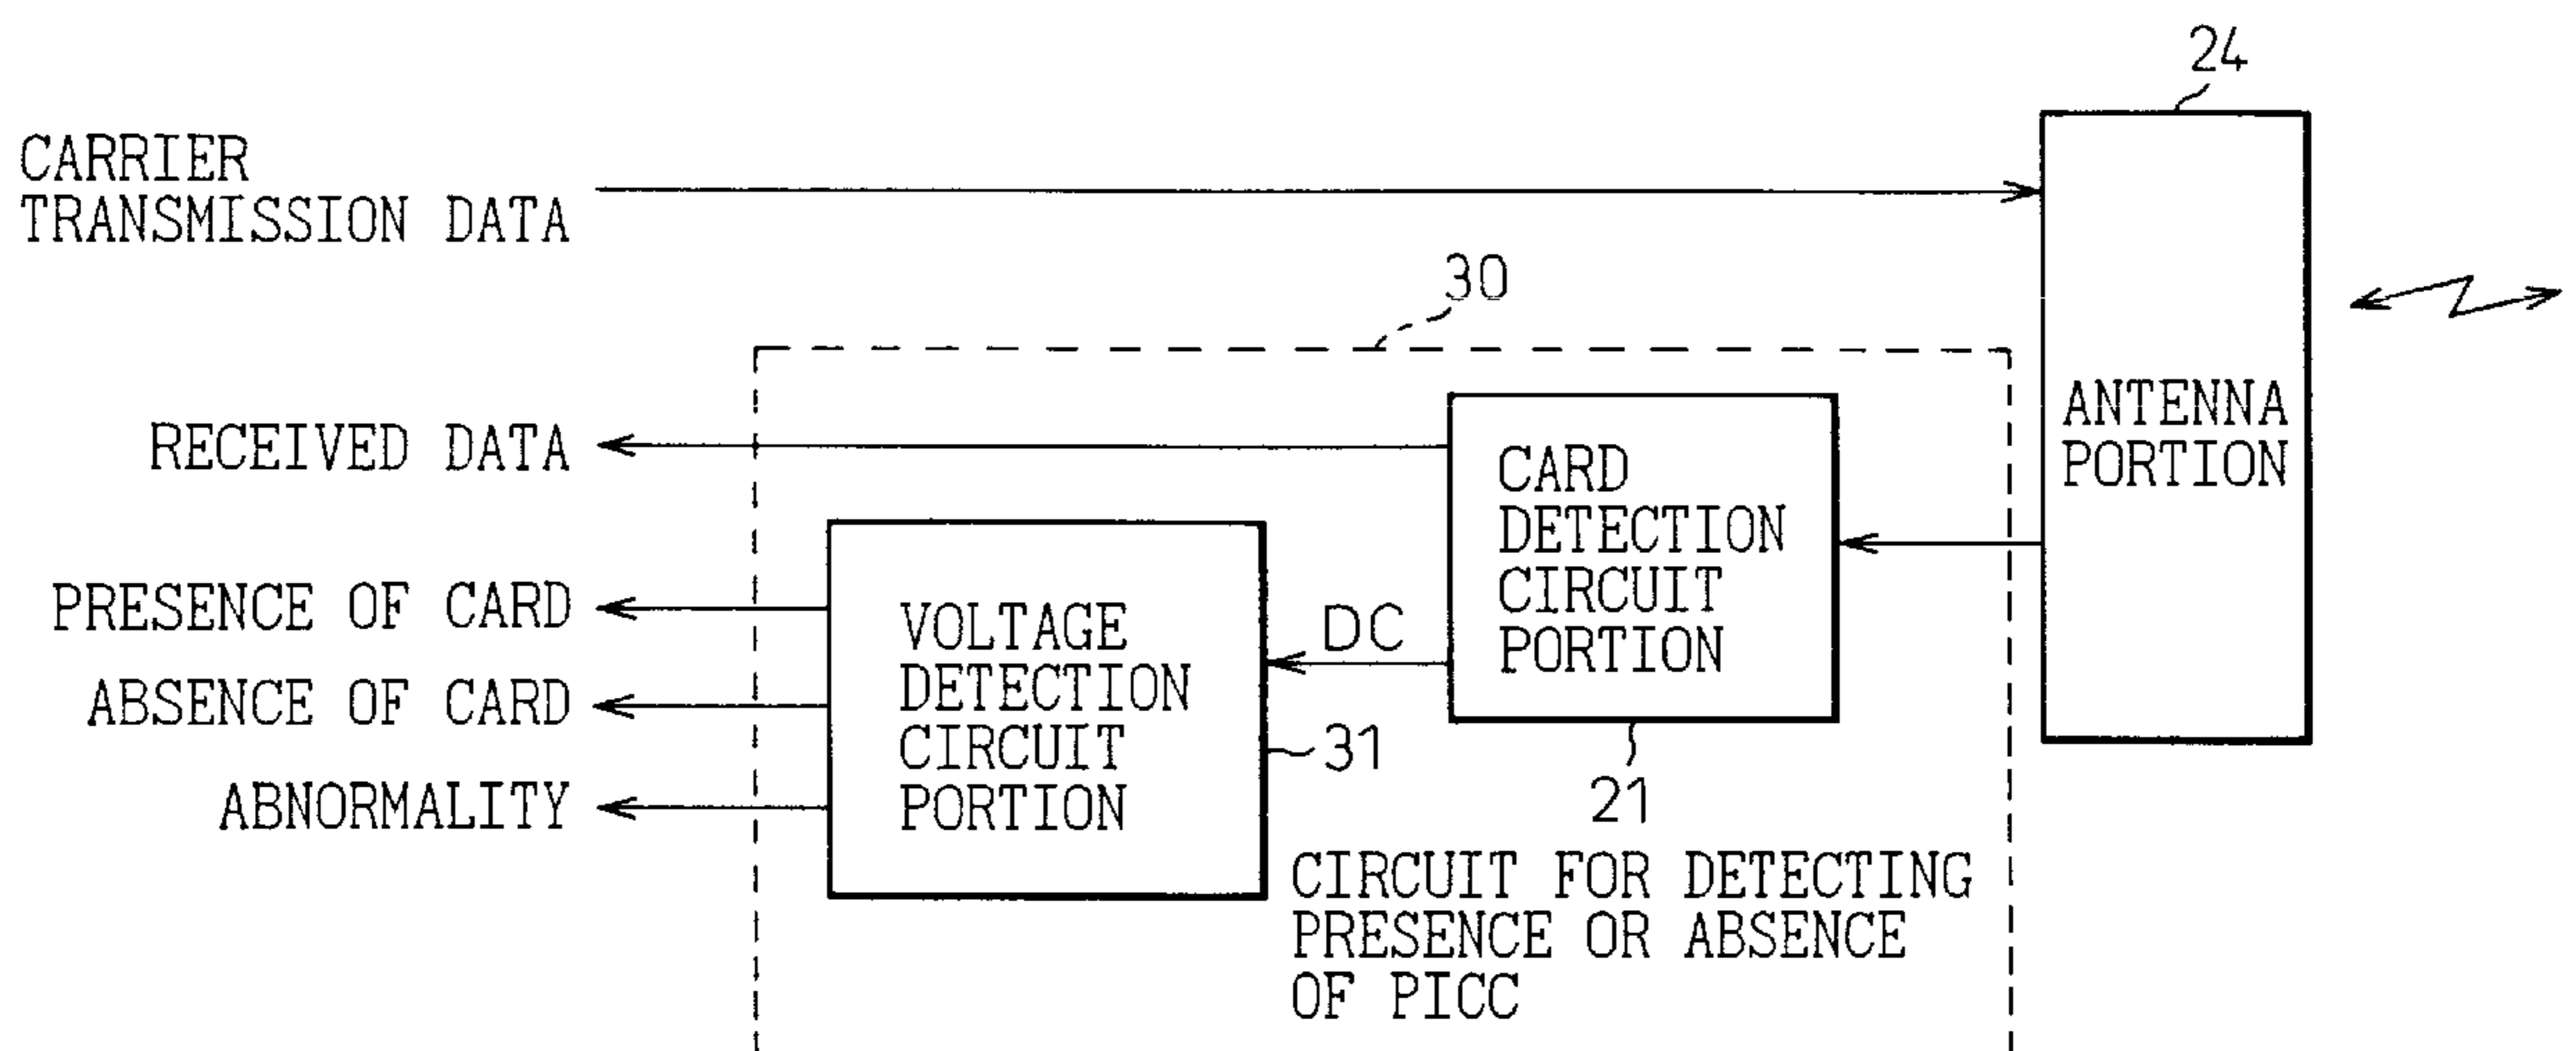 24
CARRIER
TRANSMISSION DATA
30
RECEIVED DATA
PRESENCE OF CARD
ABSENCE OF CARD
ABNORMALITY
VOLTAGE
DETECTION
CIRCUIT
PORTION
31
DC
CARD
DETECTION
CIRCUIT
PORTION
21
ANTENNA
PORTION
CIRCUIT FOR DETECTING
PRESENCE OR ABSENCE
OF PICC